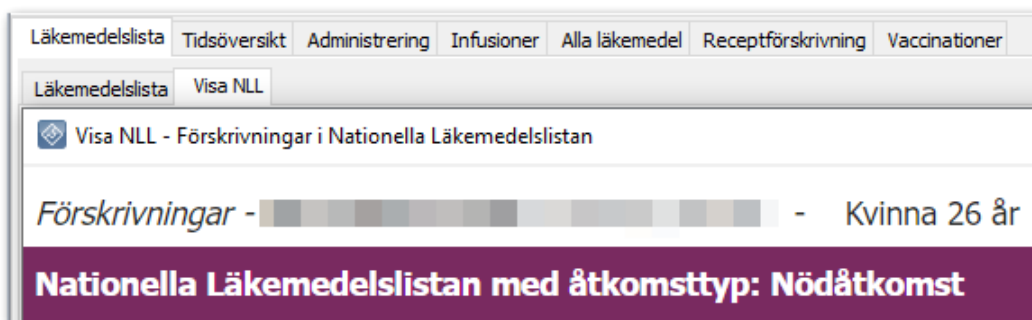 Läkemedelslista Tidsöversikt Administrering Infusioner Alla läkemedel Receptförskrivning Vaccinationer
Läkemedelslista Visa NLL
Visa NLL - Förskrivningar i Nationella Läkemedelslistan
Förskrivningar - - Kvinna 26 år
Nationella Läkemedelslistan med åtkomsttyp: Nödåtkomst